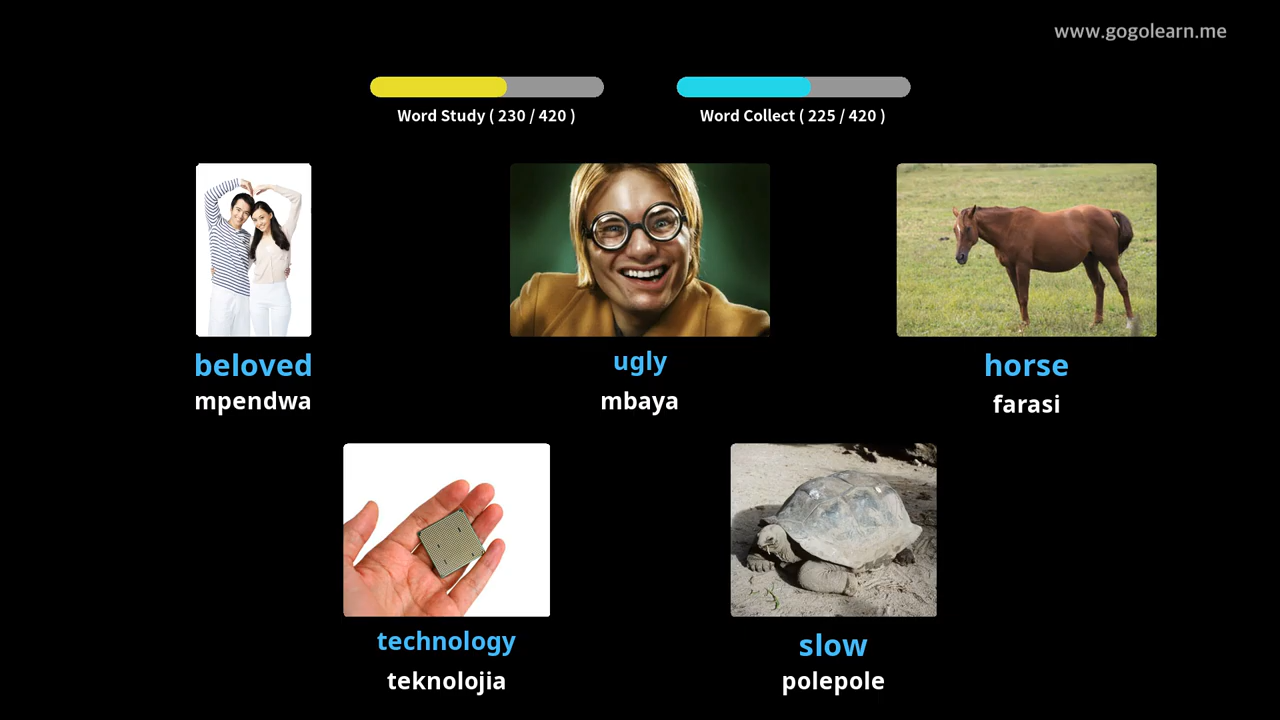 www.gogolearn.me
Word Study ( 230 / 420 )
Word Collect ( 225 / 420 )
beloved
mpendwa
ugly
mbaya
horse
farasi
technology
teknolojia
slow
polepole